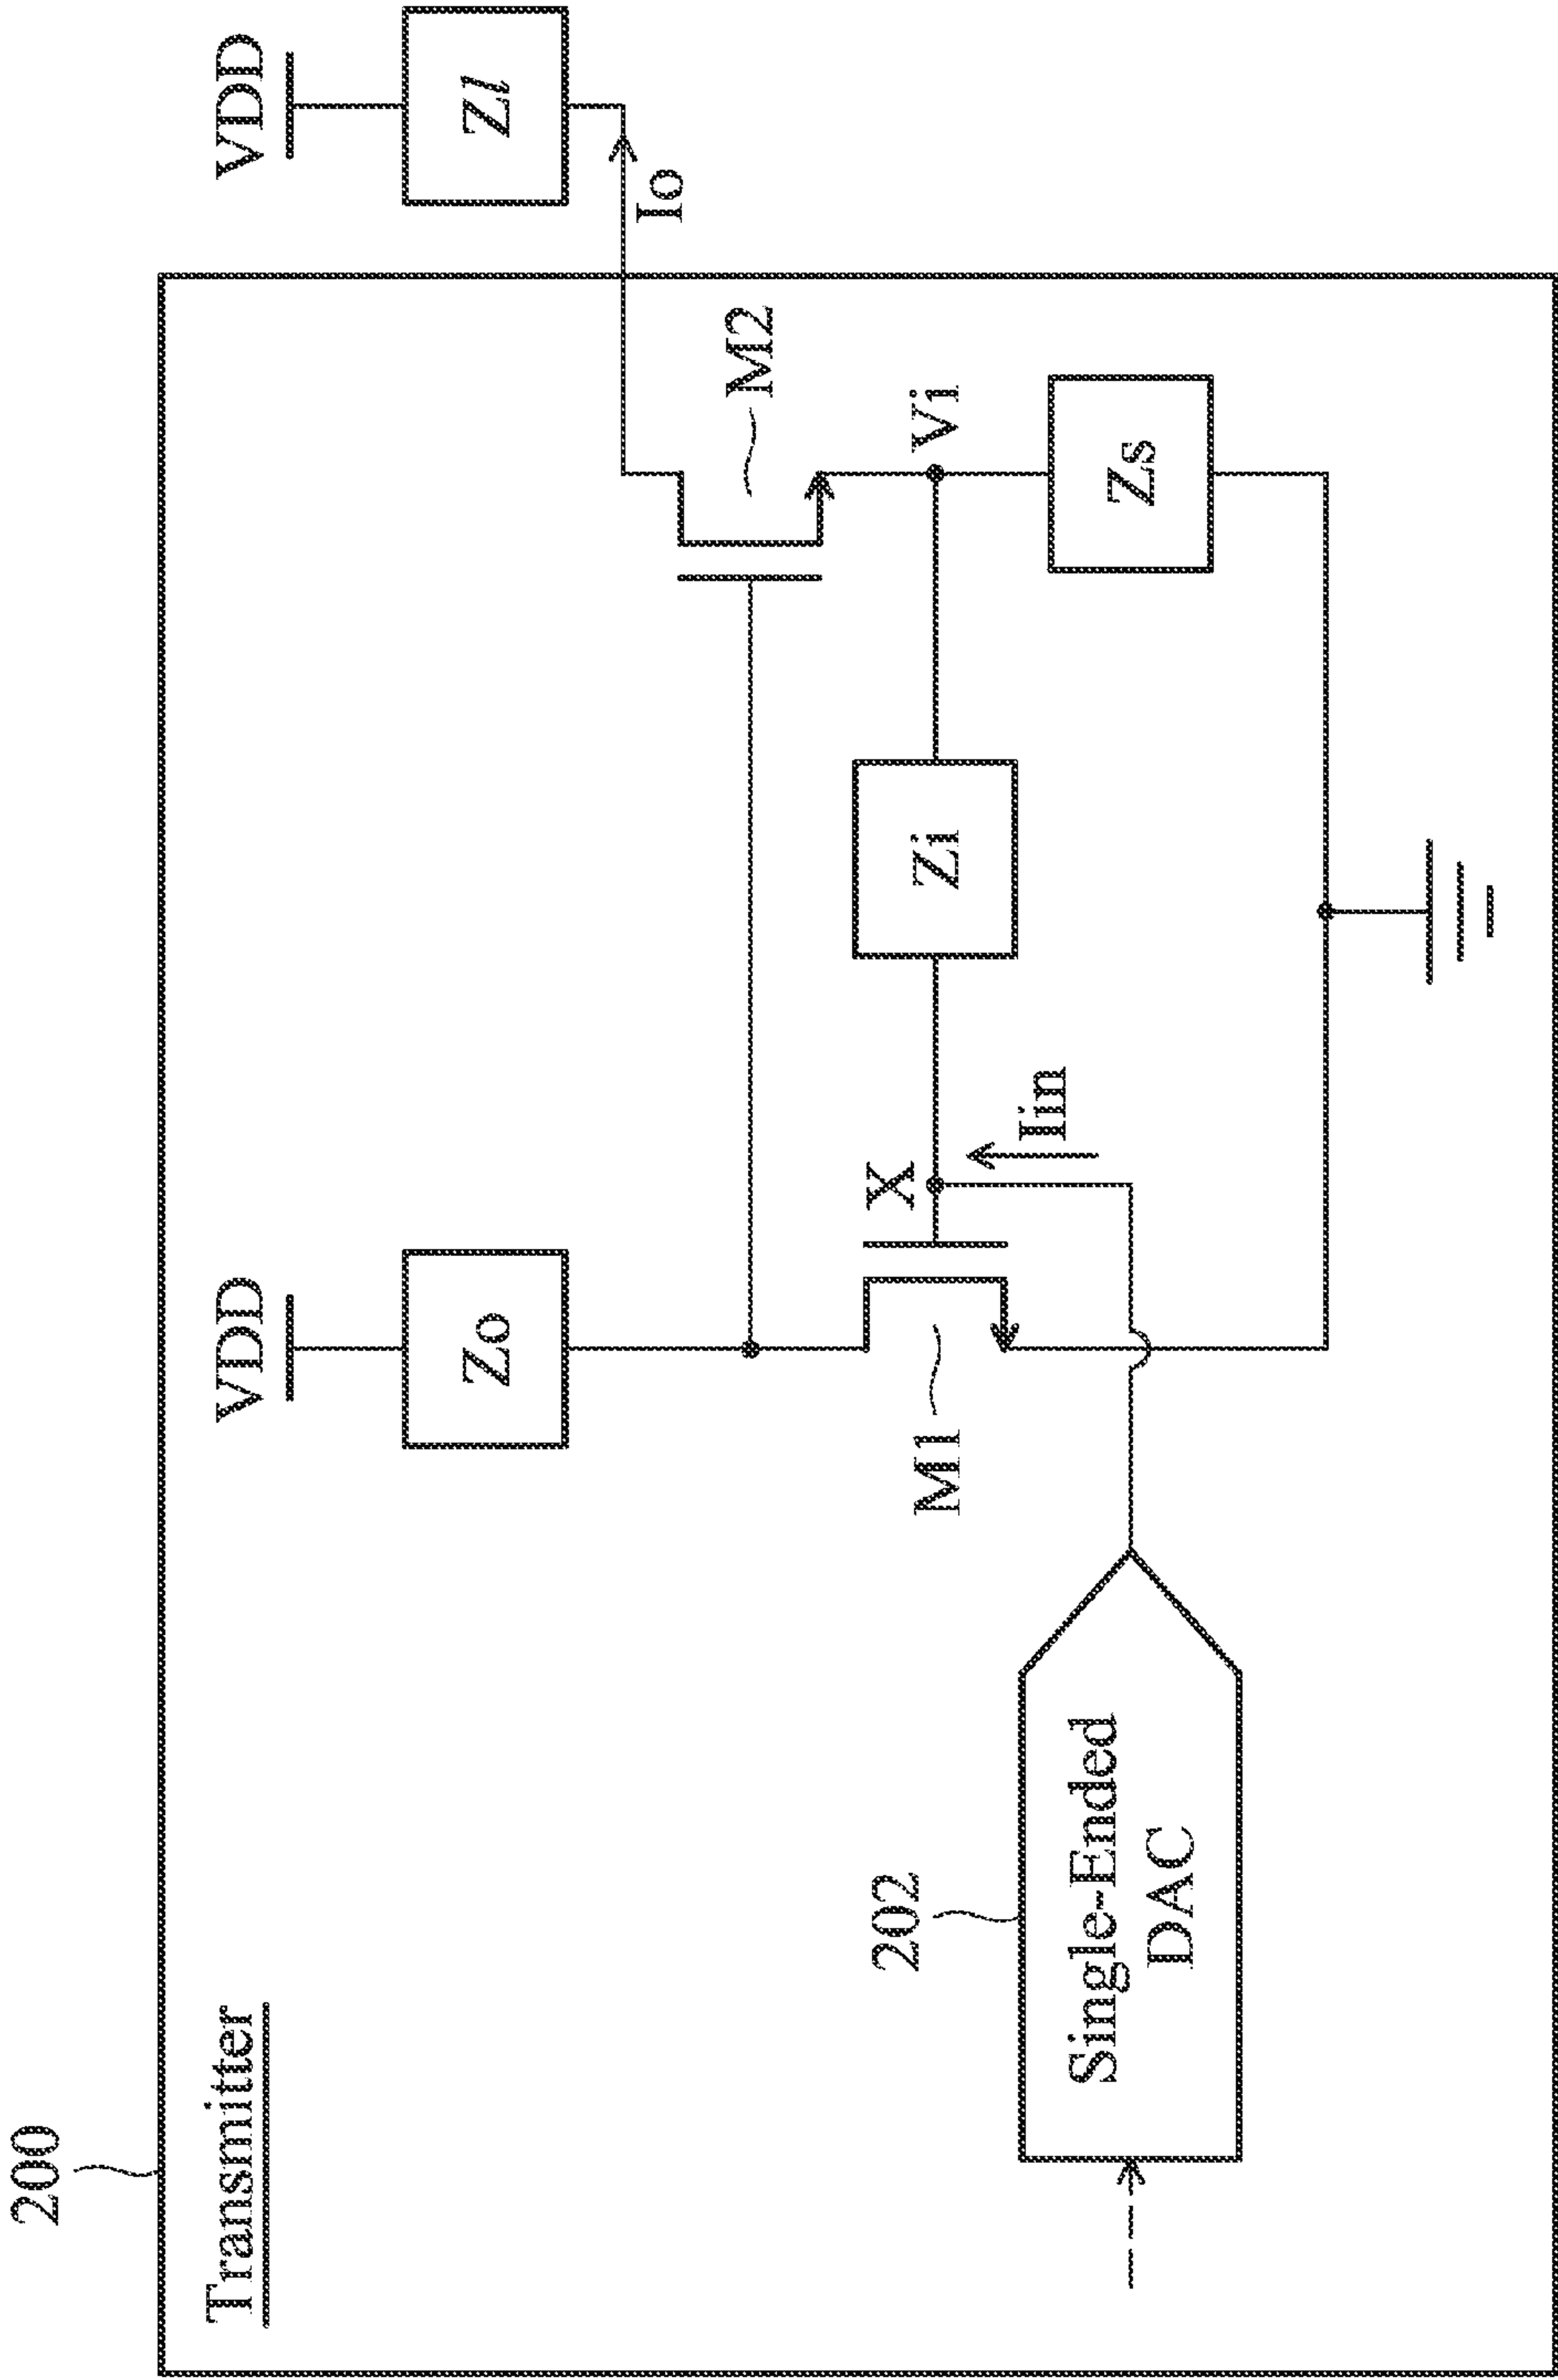 200
Transmitter
VDD
VDD
Zo
Zl
Io
M2
M1
X
Zi
Vi
Iin
Zs
202
Single-Ended
DAC